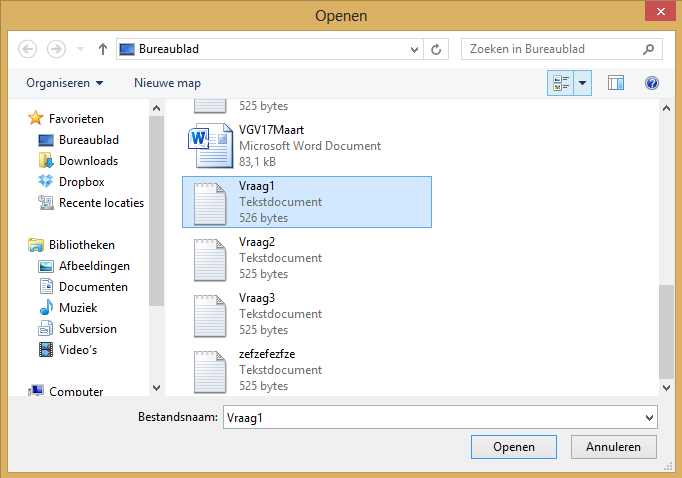 Openen
Bureaublad
Zoeken in Bureaublad
Organiseren
Nieuwe map
Favorieten
Bureaublad
Downloads
Dropbox
Recente locaties
Bibliotheken
Afbeeldingen
Documenten
Muziek
Subversion
Video's
Computer
525 bytes
VGV17Maart
Microsoft Word Document
83,1 kB
Vraag1
Tekstdocument
526 bytes
Vraag2
Tekstdocument
525 bytes
Vraag3
Tekstdocument
525 bytes
zefzefezfze
Tekstdocument
525 bytes
Bestandsnaam: Vraag1
Openen
Annuleren